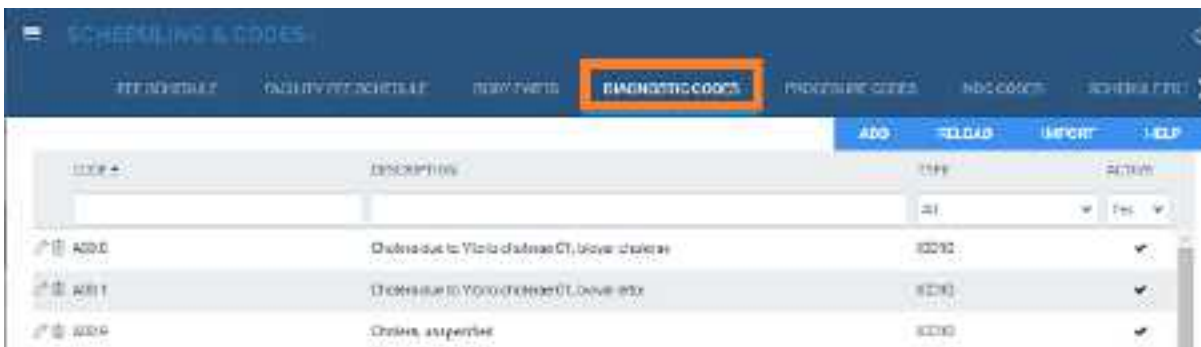 SCHEDULING & CODES
FEE SCHEDULE FACILITY FEE SCHEDULE BODY PARTS DIAGNOSTIC CODES PROCEDURE CODES NDC CODES
ADD RELOAD IMPORT HELP
CODE DESCRIPTION TYPE ACTIVE
All Yes
A00.0 Cholera due to Vibrio cholerae 01, biovar cholerae ICD10
A00.1 Cholera due to Vibrio cholerae 01, biovar eltor ICD10
A00.9 Cholera, unspecified ICD10